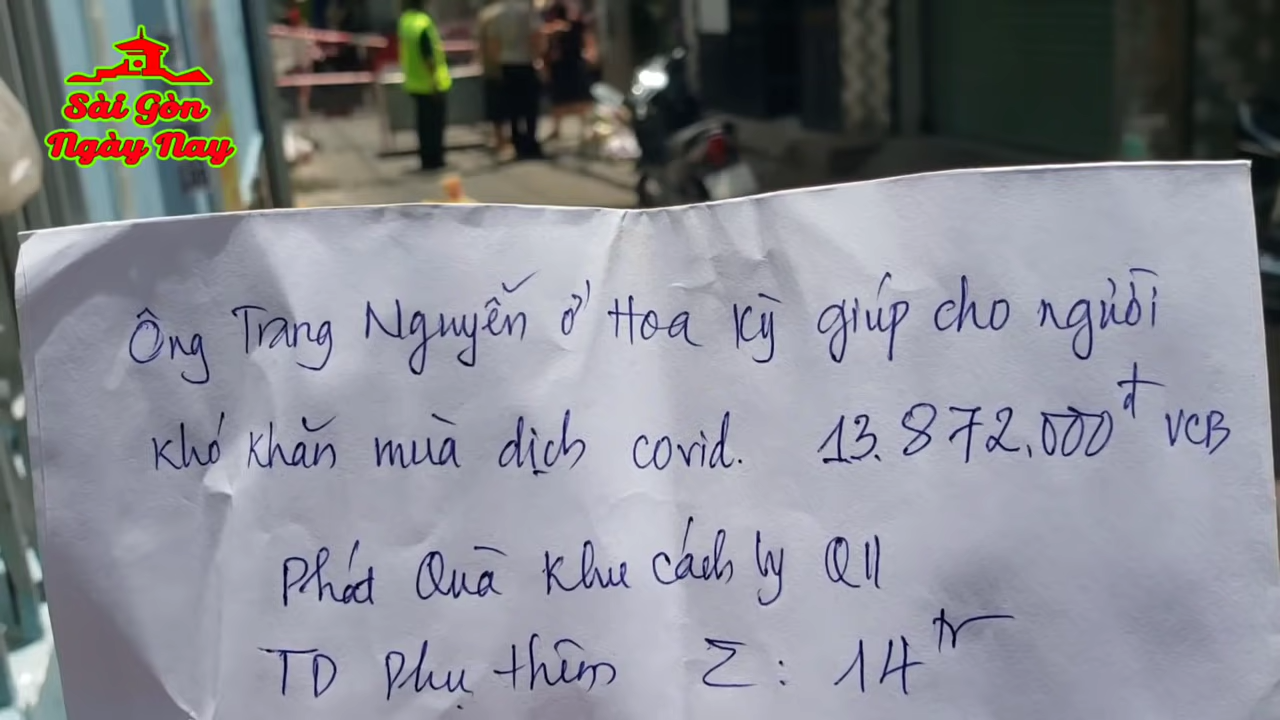 Sài Gòn
Ngày Nay
Ông Trang Nguyễn ở Hoa Kỳ giúp cho người
khó khăn mùa dịch covid. 13.872.000đ VCB
Phát Quà khu cách ly Q11
TD phụ thêm Σ: 14tr